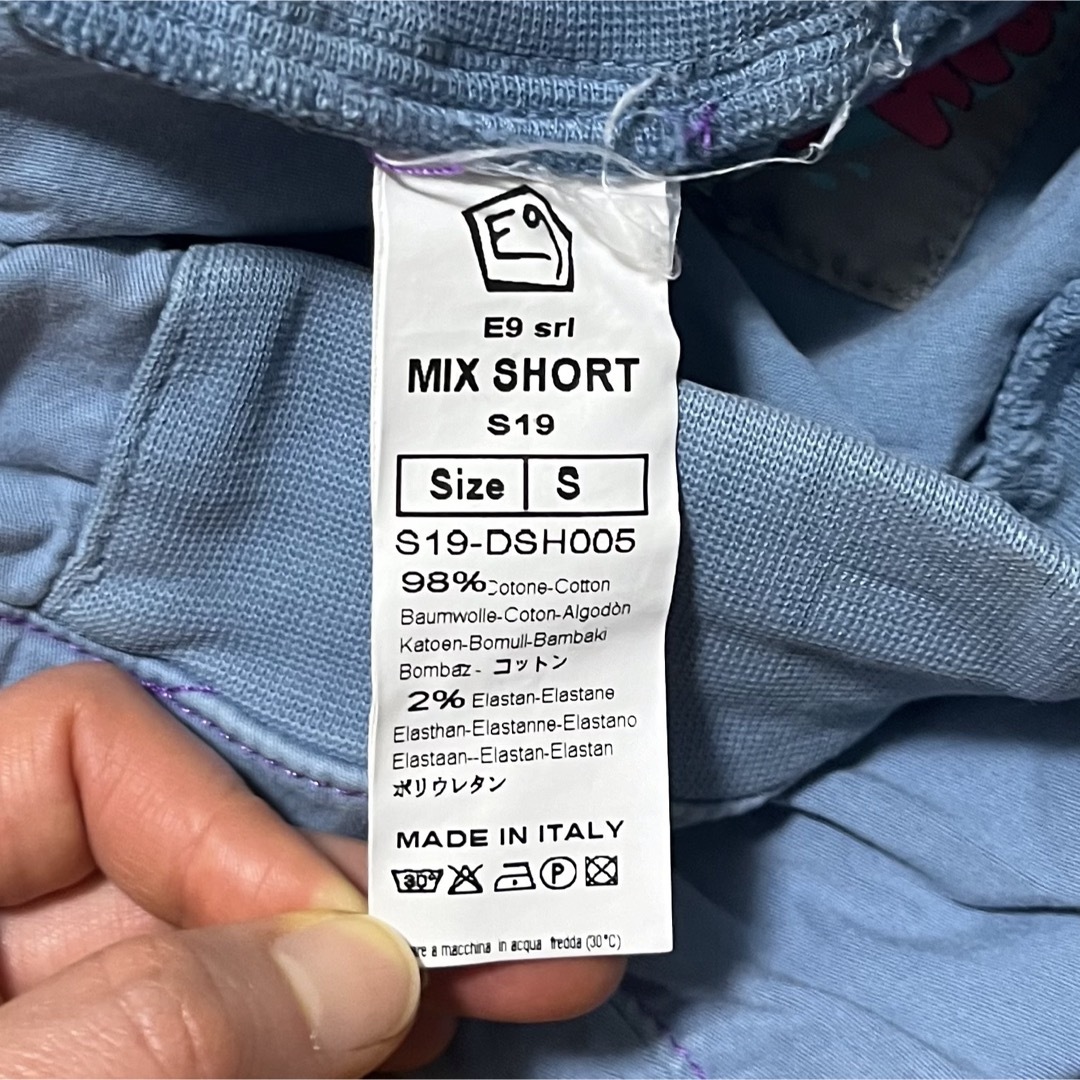 E9
E9 srl
MIX SHORT
S19
Size S
S19-DSH005
98% Cotone-Cotton
Baumwolle-Coton-Algodòn
Katoen-Bomull-Bambaki
Bombaz - コットン
2% Elastan-Elastane
Elasthan-Elastanne-Elastano
Elastaan--Elastan-Elastan
ポリウレタン
MADE IN ITALY
30° P
a macchina in acqua fredda (30°C)